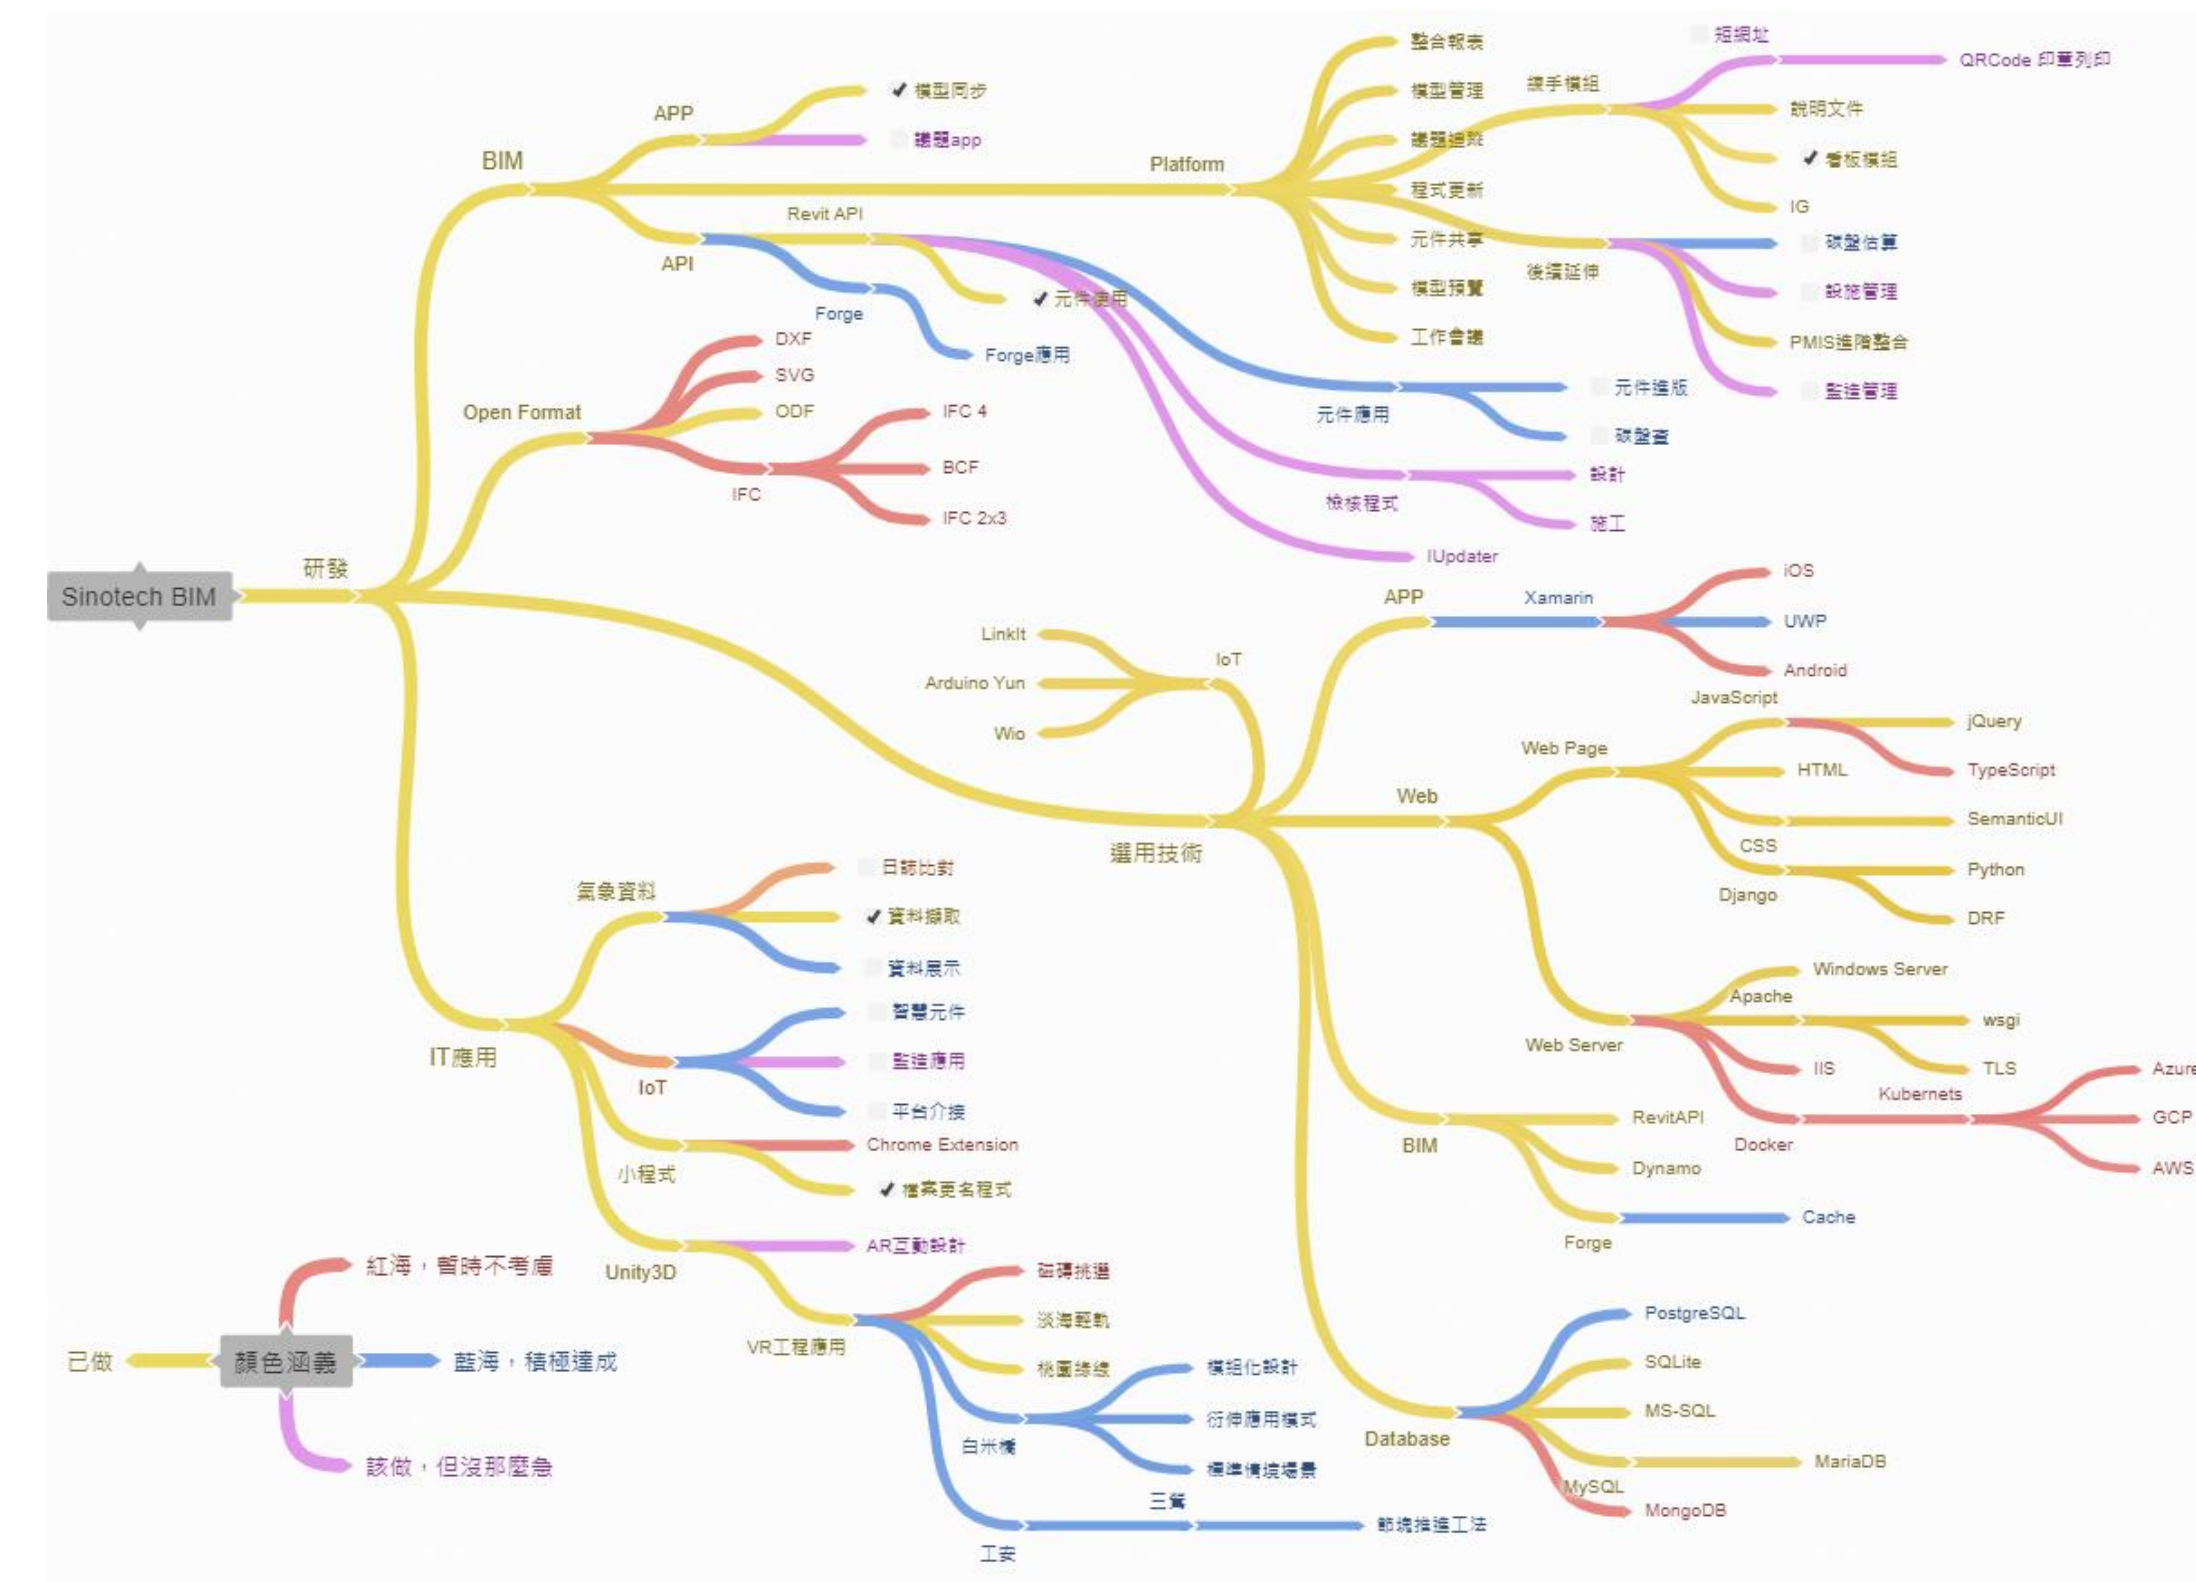 Sinotech BIM
研發
BIM
APP
✔ 模型同步
議題app
Platform
整合報表
模型管理
議題追蹤
程式更新
元件共享
模型預覽
工作會議
練手模組
短網址
QRCode 印章列印
說明文件
✔ 看板模組
IG
後續延伸
碳盤估算
設施管理
PMIS進階整合
監造管理
API
Revit API
✔ 元件應用
Forge
Forge應用
元件應用
元件進版
碳盤查
檢核程式
設計
施工
IUpdater
Open Format
DXF
SVG
ODF
IFC
IFC 4
BCF
IFC 2x3
選用技術
IoT
LinkIt
Arduino Yun
Wio
APP
Xamarin
iOS
UWP
Android
Web
Web Page
JavaScript
jQuery
TypeScript
HTML
CSS
SemanticUI
Django
Python
DRF
Web Server
Windows Server
Apache
wsgi
TLS
IIS
Docker
Kubernets
Azure
GCP
AWS
BIM
RevitAPI
Dynamo
Forge
Cache
Database
PostgreSQL
SQLite
MS-SQL
MySQL
MariaDB
MongoDB
IT應用
氣象資料
日誌比對
✔ 資料擷取
資料展示
IoT
智慧元件
監造應用
平台介接
小程式
Chrome Extension
✔ 檔案更名程式
Unity3D
AR互動設計
VR工程應用
磁磚挑選
淡海輕軌
桃園綠線
白米橋
模組化設計
衍伸應用模式
標準情境場景
工安
三鶯
節塊推進工法
顏色涵義
紅海，暫時不考慮
已做
藍海，積極達成
該做，但沒那麼急